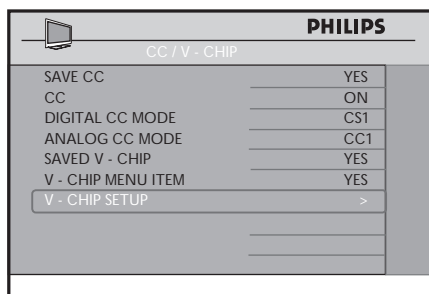 PHILIPS
CC / V - CHIP
SAVE CC YES
CC ON
DIGITAL CC MODE CS1
ANALOG CC MODE CC1
SAVED V - CHIP YES
V - CHIP MENU ITEM YES
V - CHIP SETUP >